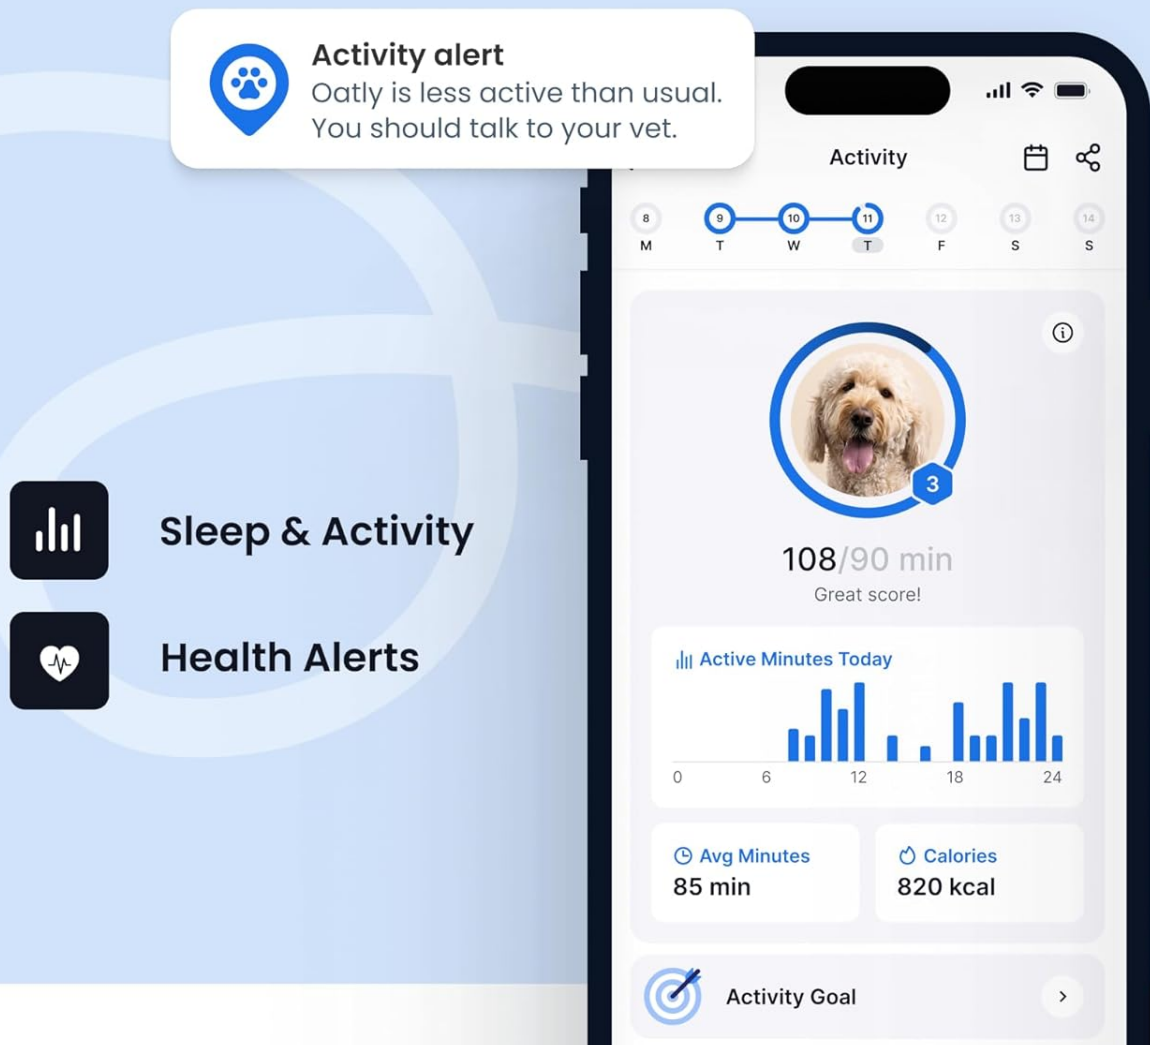 Activity alert
Oatly is less active than usual.
You should talk to your vet.
Activity
8 9 10 11 12 13 14
M T W T F S S
3
108/90 min
Great score!
Active Minutes Today
0 6 12 18 24
Avg Minutes
85 min
Calories
820 kcal
Activity Goal
Sleep & Activity
Health Alerts